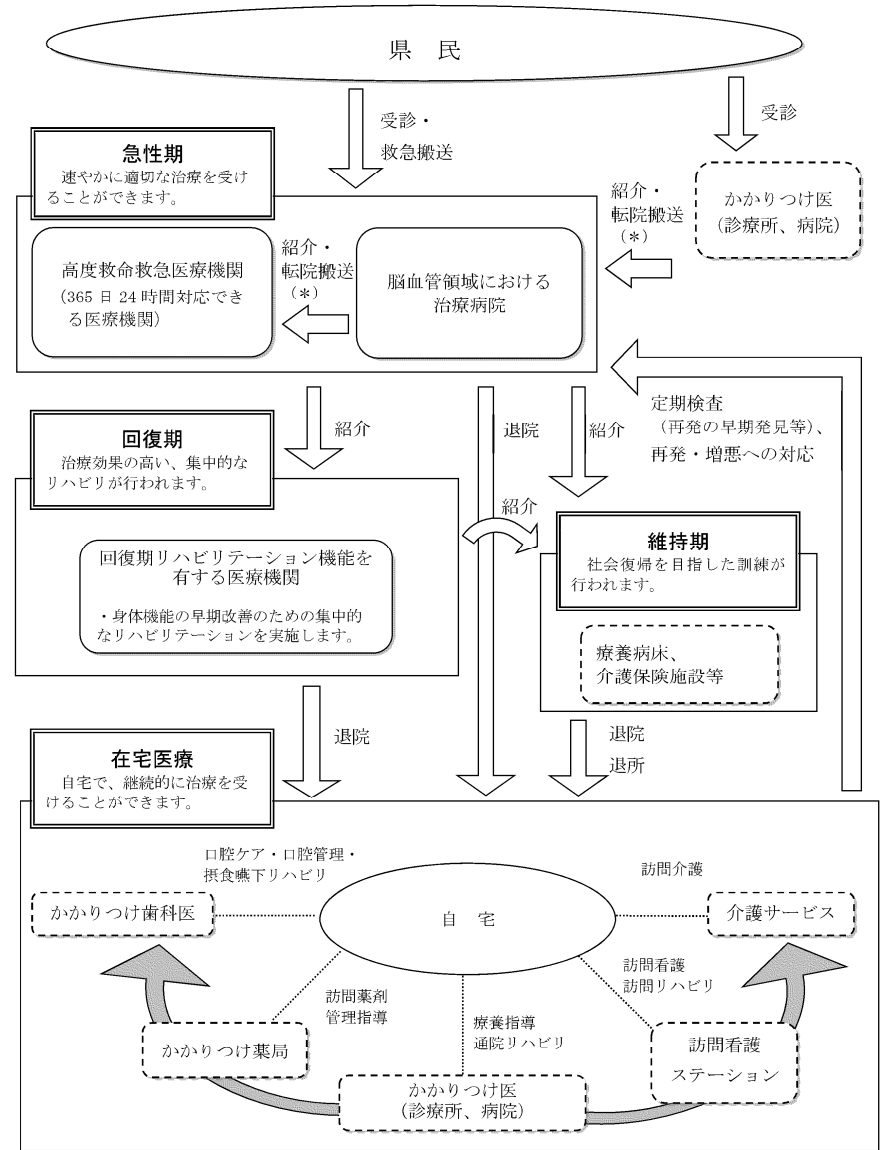 県　民
受診・
救急搬送
受診
急性期
速やかに適切な治療を受け
ることができます。
かかりつけ医
（診療所、病院）
紹介・
転院搬送
（＊）
高度救命救急医療機関
（365 日 24 時間対応でき
る医療機関）
紹介・
転院搬送
（＊）
脳血管領域における
治療病院
定期検査
（再発の早期発見等）、
再発・増悪への対応
紹介
退院
紹介
回復期
治療効果の高い、集中的な
リハビリが行われます。
紹介
回復期リハビリテーション機能を
有する医療機関
・身体機能の早期改善のための集中的
なリハビリテーションを実施します。
維持期
社会復帰を目指した訓練が
行われます。
療養病床、
介護保険施設等
退院
退院
退所
在宅医療
自宅で、継続的に治療を受
けることができます。
口腔ケア・口腔管理・
摂食嚥下リハビリ
訪問介護
かかりつけ歯科医
自　宅
介護サービス
訪問薬剤
管理指導
療養指導
通院リハビリ
訪問看護
訪問リハビリ
かかりつけ薬局
訪問看護
ステーション
かかりつけ医
（診療所、病院）